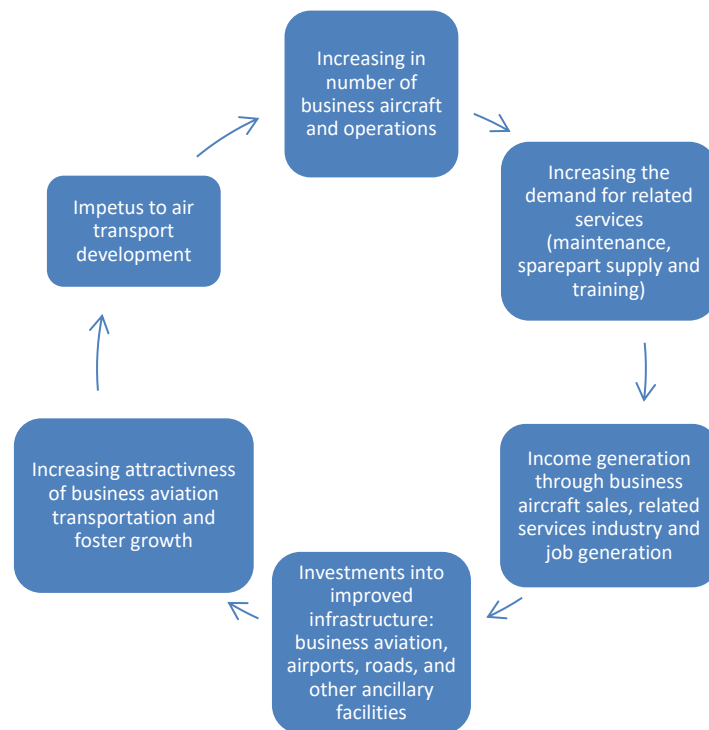 Increasing in
number of
business aircraft
and operations
Increasing the
demand for related
services
(maintenance,
sparepart supply and
training)
Income generation
through business
aircraft sales, related
services industry and
job generation
Investments into
improved
infrastructure:
business aviation,
airports, roads, and
other ancillary
facilities
Increasing attractivness
of business aviation
transportation and
foster growth
Impetus to air
transport
development